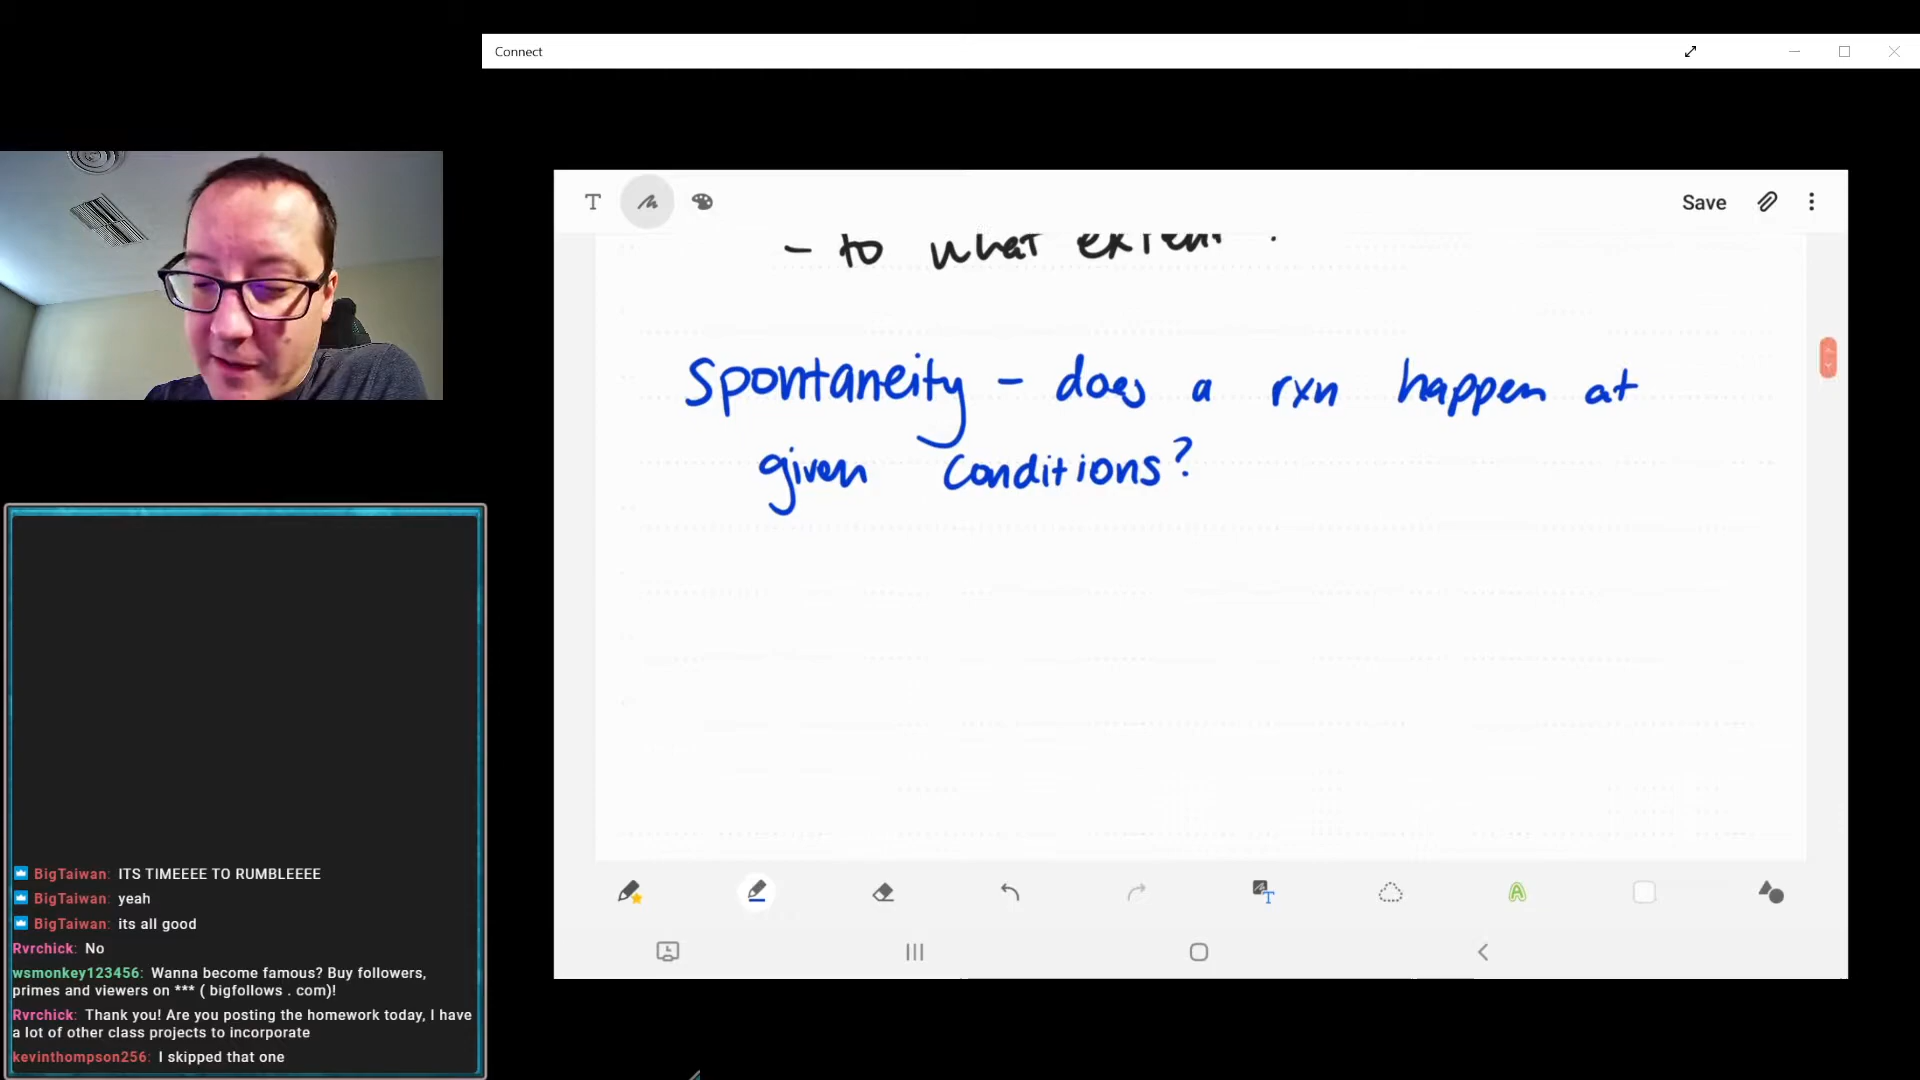 Connect
Save
- to what extent?
Spontaneity - does a rxn happen at
given conditions?
BigTaiwan: ITS TIMEEEE TO RUMBLEEEE
BigTaiwan: yeah
BigTaiwan: its all good
Rvrchick: No
wsmonkey123456: Wanna become famous? Buy followers,
primes and viewers on *** ( bigfollows . com)!
Rvrchick: Thank you! Are you posting the homework today, I have
a lot of other class projects to incorporate
kevinthompson256: I skipped that one